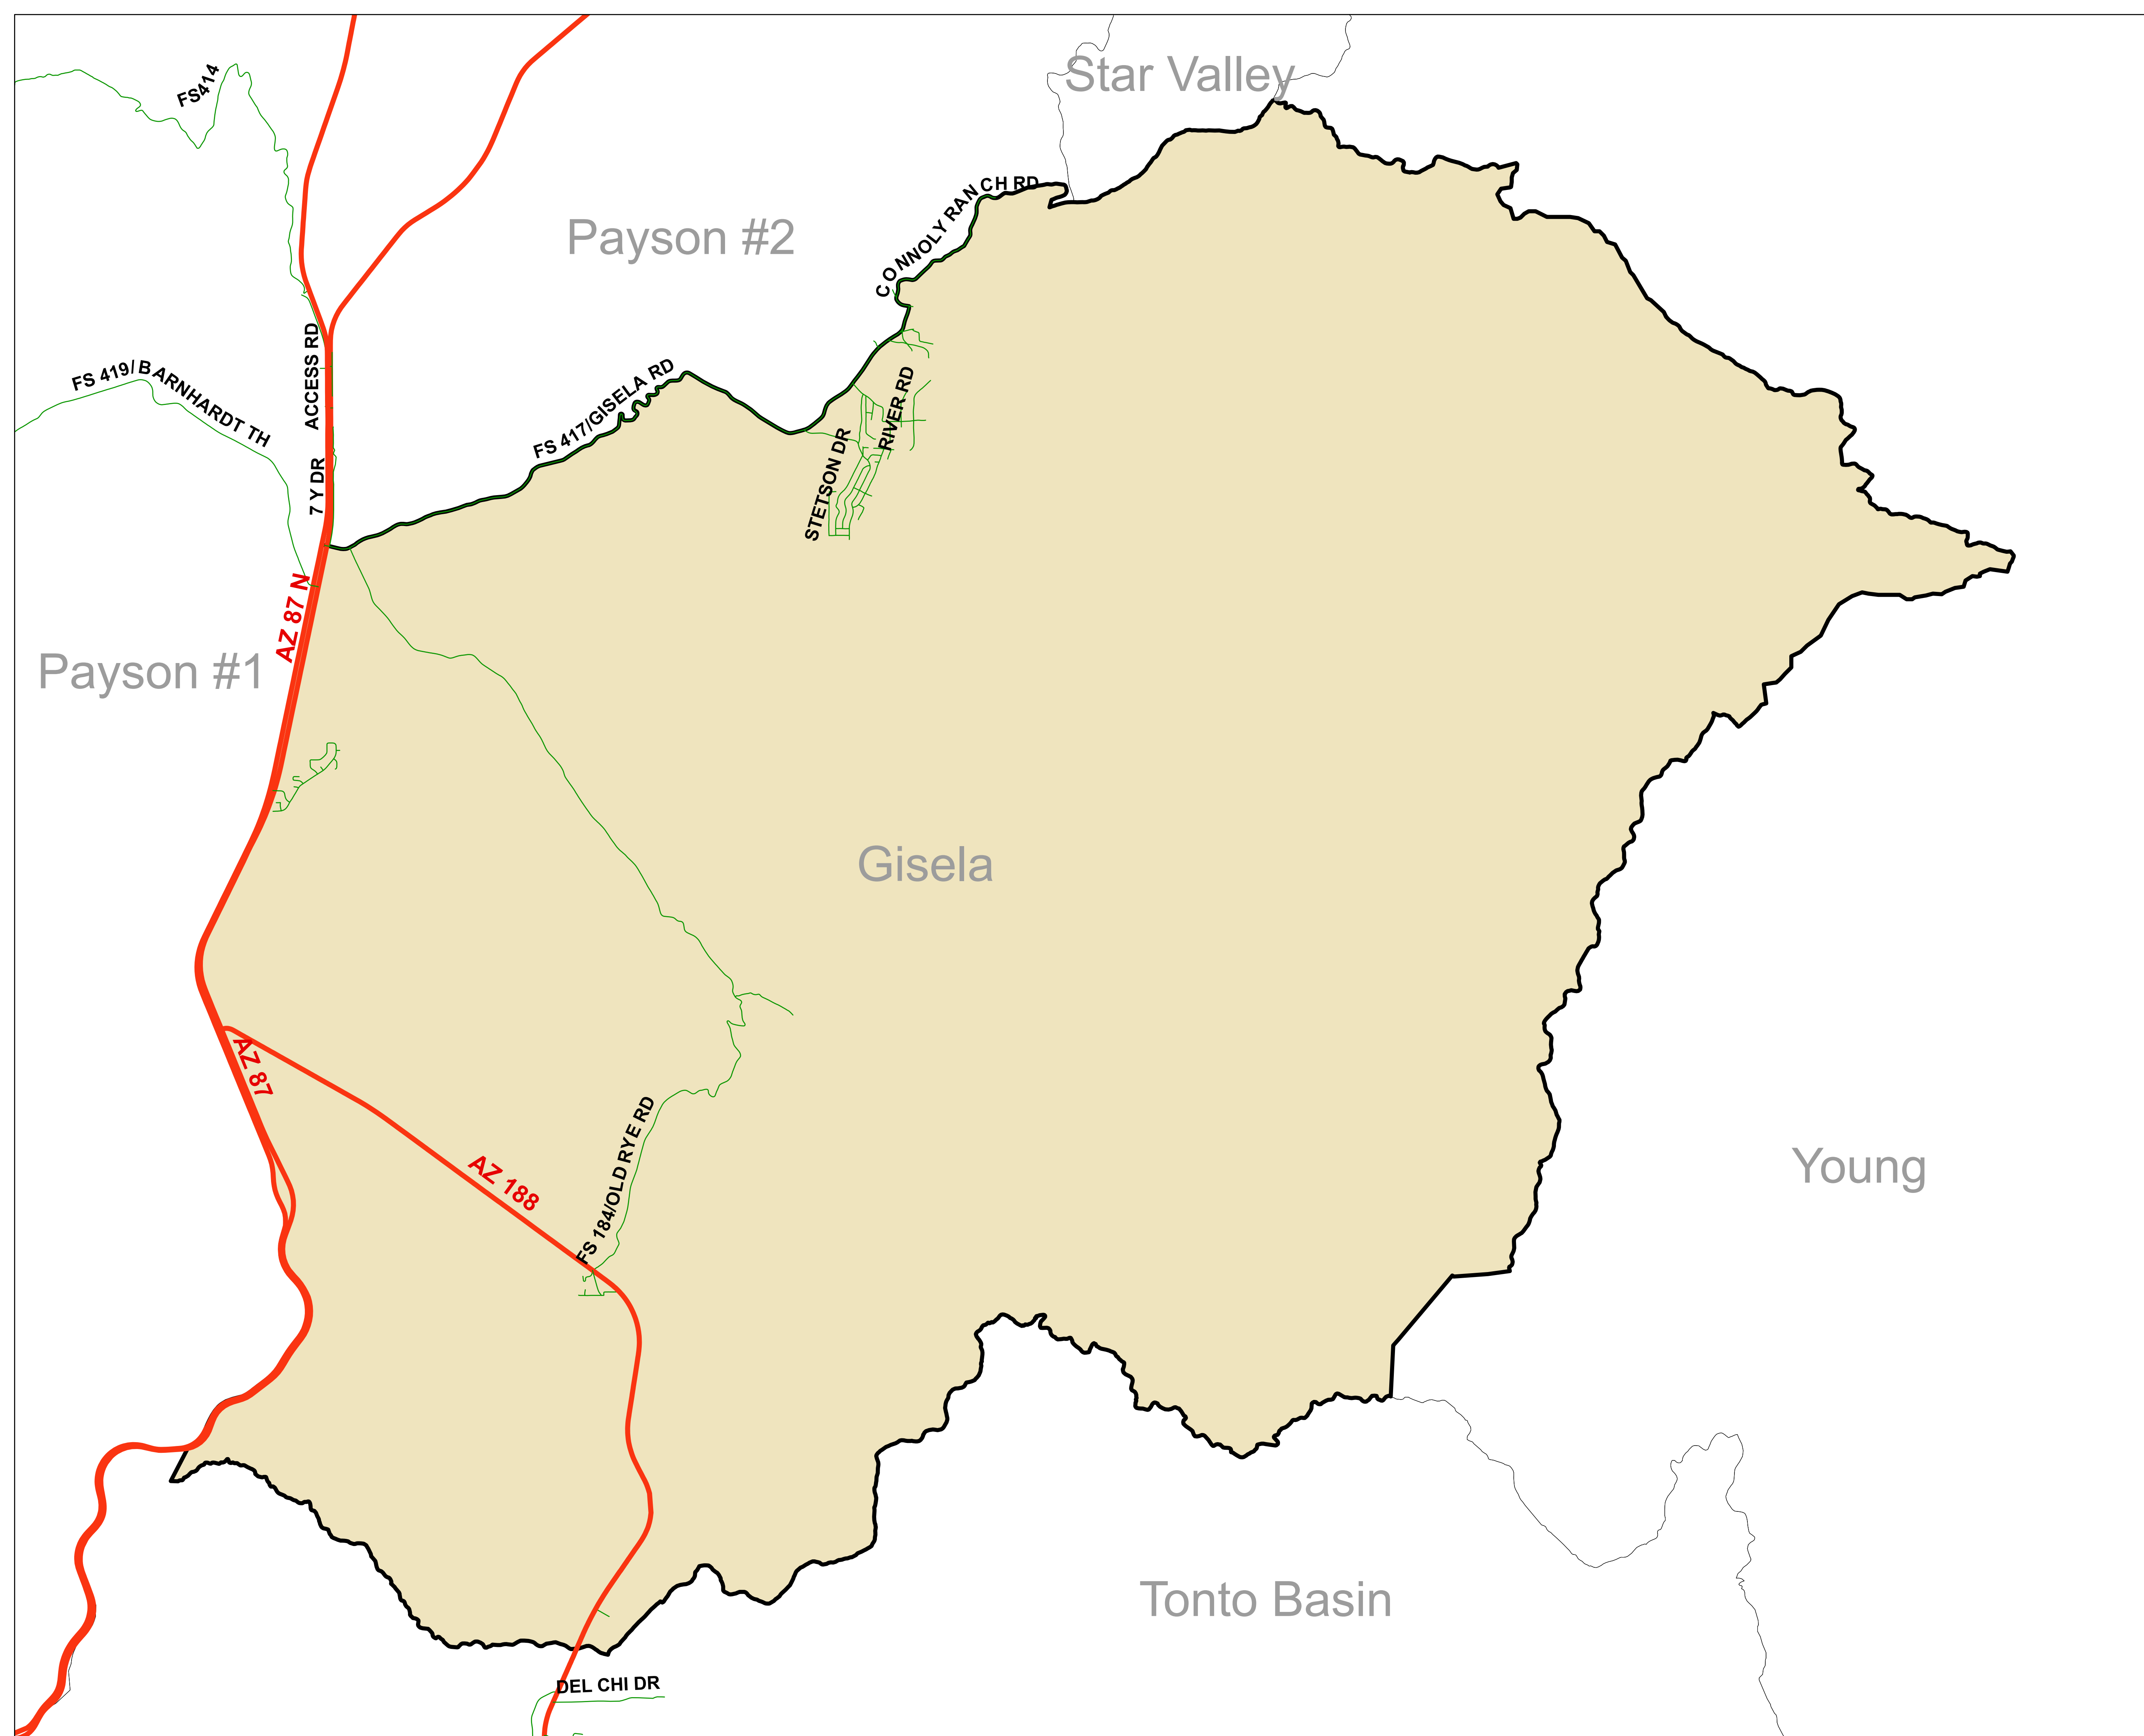 Star Valley
FS414
CONNOLY RANCH RD
Payson #2
ACCESS RD
FS 419/BARNHARDT TH
FS 417/GISELA RD
RIVER RD
STETSON DR
7 Y DR
AZ 87 N
Payson #1
Gisela
AZ 87
AZ 188
FS 184/OLD RYE RD
Young
Tonto Basin
DEL CHI DR